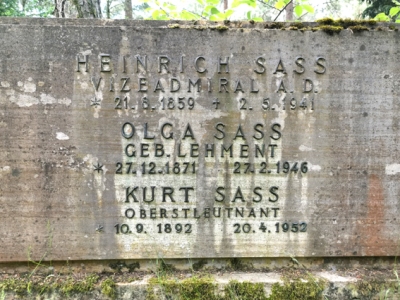 HEINRICH SASS
VIZEADMIRAL A.D.
* 21.6.1859 + 2.5.1941
OLGA SASS
GEB. LEHMENT
* 27.12.1871 27.2.1946
KURT SASS
OBERSTLEUTNANT
* 10.9.1892 20.4.1952